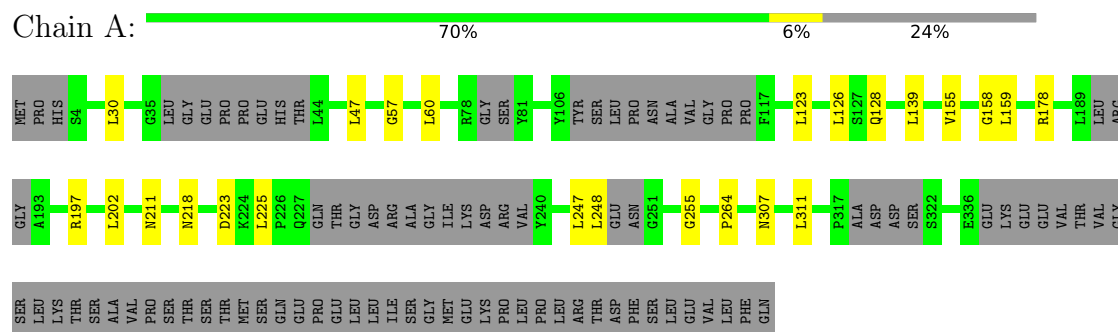 Chain A:
70% 6% 24%
MET PRO HIS S4 L30 G35 LEU GLY GLU PRO PRO GLU HIS THR L44 L47 G57 L60 R78 GLY SER Y81 Y106 TYR SER LEU PRO ASN ALA VAL GLY PRO PRO F117 L123 L126 S127 Q128 L139 V155 G158 L159 R178 L189 LEU ARG
GLY A193 R197 L202 N211 N218 D223 K224 L225 P226 Q227 GLN THR GLY ASP ARG ALA GLY ILE LYS ASP ARG VAL Y240 L247 L248 GLU ASN G251 G255 P264 N307 L311 P317 ALA ASP ASP SER S322 E336 GLU LYS GLU GLU VAL THR VAL GLY
SER LEU LYS THR SER ALA VAL PRO SER THR SER THR MET SER GLN GLU PRO GLU LEU LEU ILE SER GLY MET GLU LYS PRO LEU PRO LEU ARG THR ASP PHE SER LEU GLU VAL LEU PHE GLN